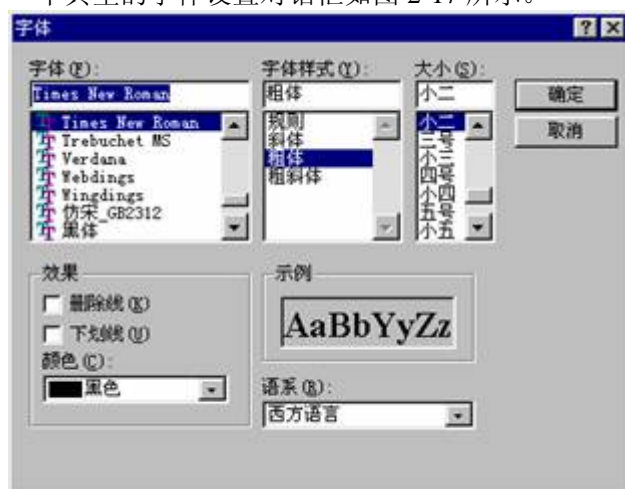 一个典型的字体设置对话框如图 2-17 所示。
字体
字体(F):
字体样式(Y):
大小(S):
Times New Roman
粗体
小二
确定
取消
Times New Roman
Trebuchet MS
Verdana
Webdings
Wingdings
仿宋_GB2312
黑体
规则
斜体
粗体
粗斜体
小二
三号
小三
四号
小四
五号
小五
效果
删除线(K)
下划线(U)
颜色(C):
黑色
示例
AaBbYyZz
语系(R):
西方语言